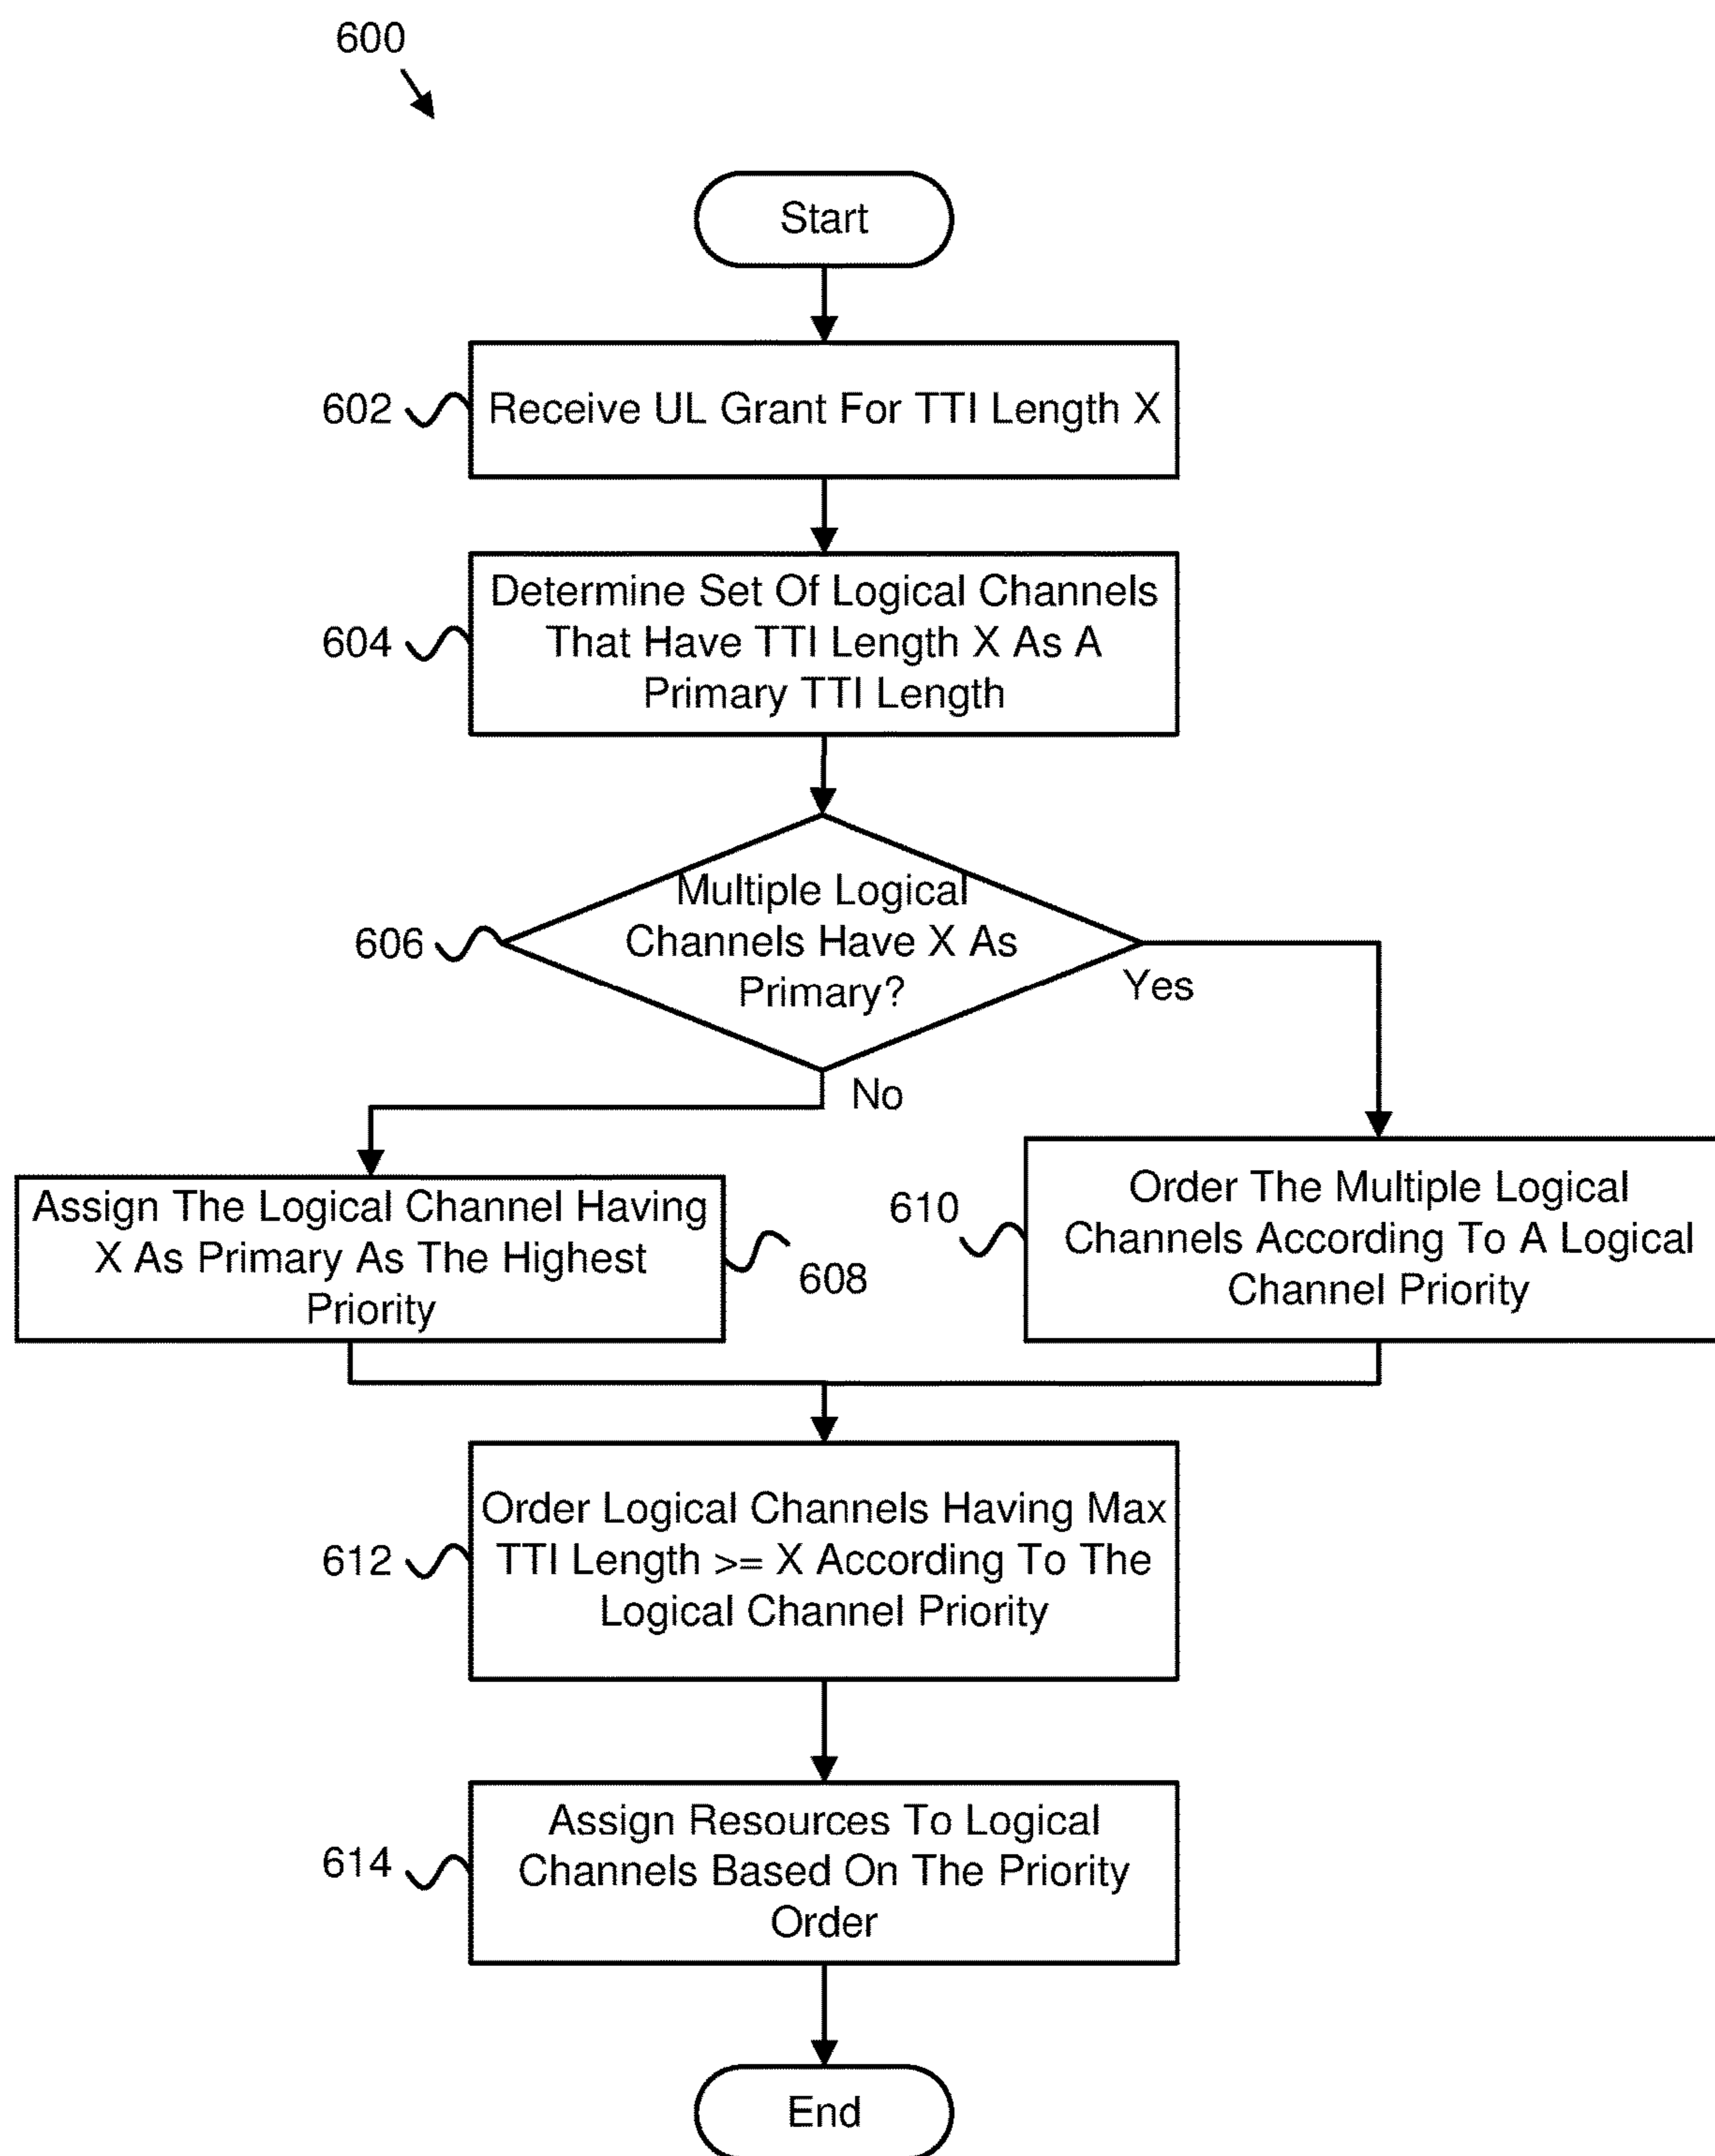 600
Start
602
Receive UL Grant For TTI Length X
604
Determine Set Of Logical Channels
That Have TTI Length X As A
Primary TTI Length
606
Multiple Logical
Channels Have X As
Primary?
Yes
No
Assign The Logical Channel Having
X As Primary As The Highest
Priority
608
610
Order The Multiple Logical
Channels According To A Logical
Channel Priority
612
Order Logical Channels Having Max
TTI Length >= X According To The
Logical Channel Priority
614
Assign Resources To Logical
Channels Based On The Priority
Order
End